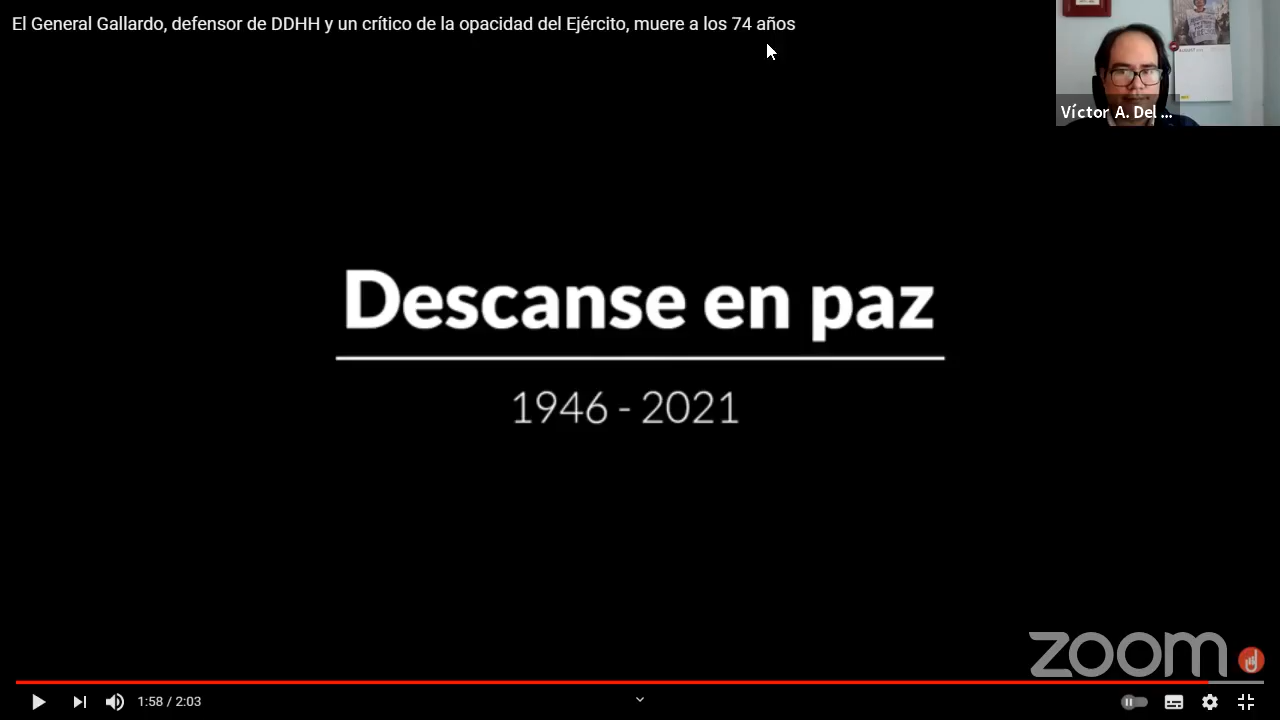 El General Gallardo, defensor de DDHH y un crítico de la opacidad del Ejército, muere a los 74 años
Víctor A. Del ...
Descanse en paz
1946 - 2021
zoom
1:58 / 2:03